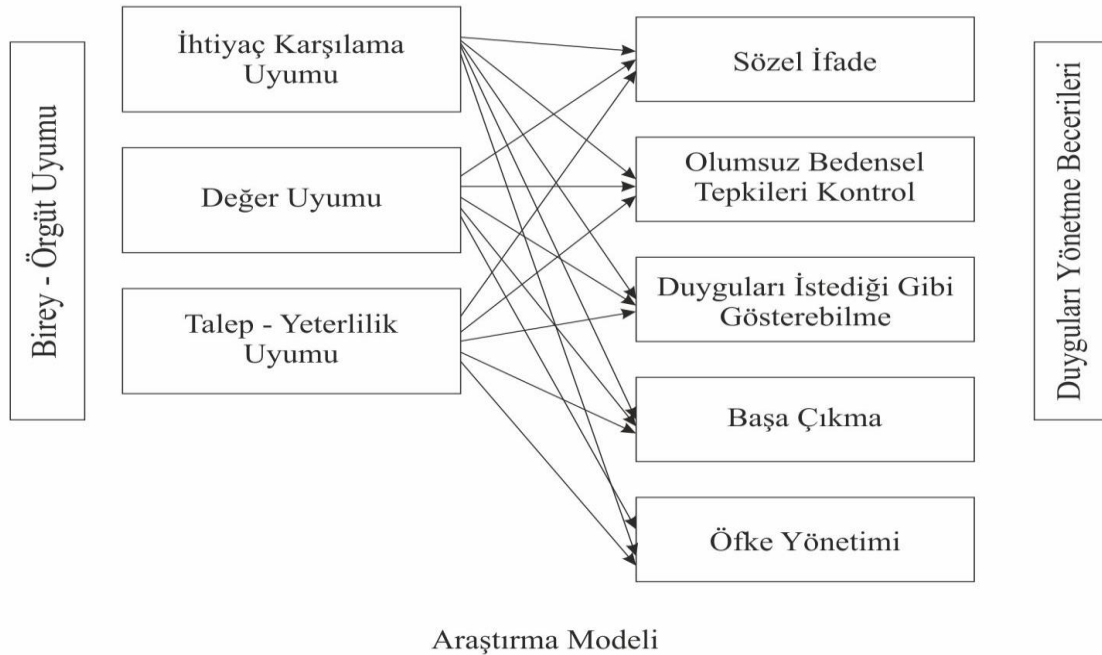 Birey - Örgüt Uyumu
İhtiyaç Karşılama
Uyumu
Değer Uyumu
Talep - Yeterlilik
Uyumu
Sözel İfade
Olumsuz Bedensel
Tepkileri Kontrol
Duyguları İstediği Gibi
Gösterebilme
Başa Çıkma
Öfke Yönetimi
Duyguları Yönetme Becerileri
Araştırma Modeli